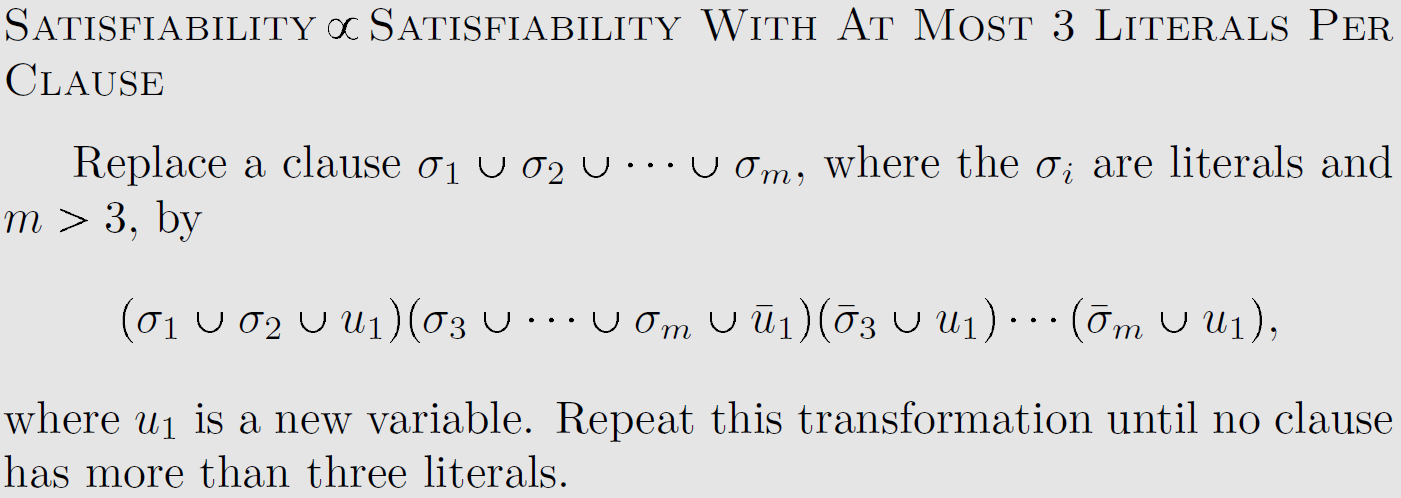 SATISFIABILITY ∝ SATISFIABILITY WITH AT MOST 3 LITERALS PER
CLAUSE
Replace a clause σ₁ ∪ σ₂ ∪ ··· ∪ σₘ, where the σᵢ are literals and
m > 3, by
(σ₁ ∪ σ₂ ∪ u₁)(σ₃ ∪ ··· ∪ σₘ ∪ ū₁)(σ̄₃ ∪ u₁)···(σ̄ₘ ∪ u₁),
where u₁ is a new variable. Repeat this transformation until no clause
has more than three literals.